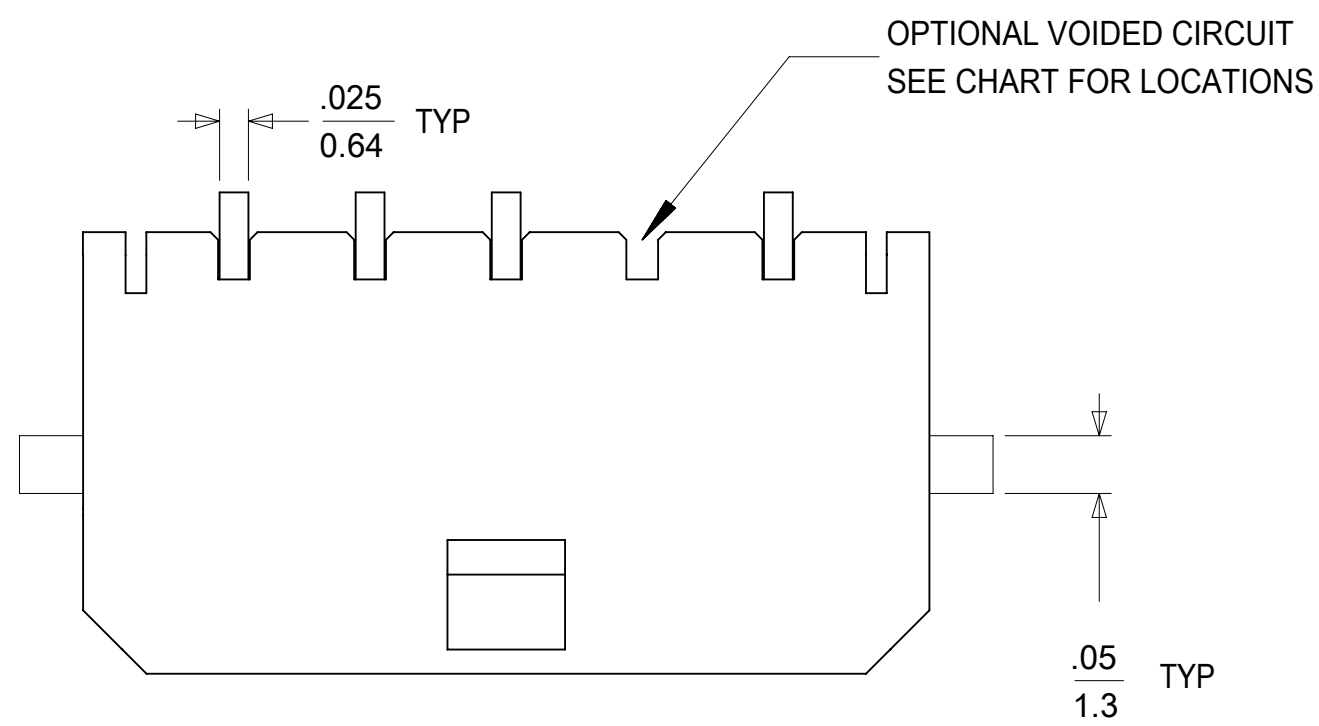 OPTIONAL VOIDED CIRCUIT
SEE CHART FOR LOCATIONS
.025
TYP
0.64
.05
TYP
1.3